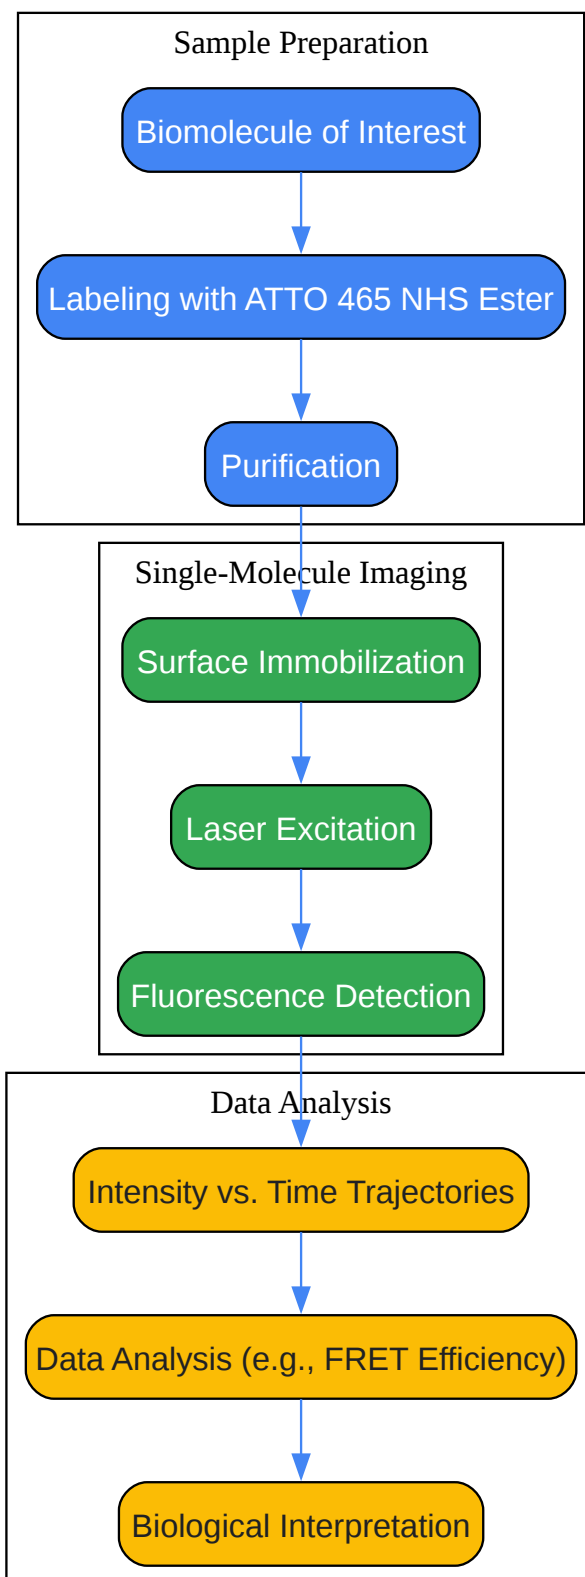 Sample Preparation
Biomolecule of Interest
Labeling with ATTO 465 NHS Ester
Purification
Single-Molecule Imaging
Surface Immobilization
Laser Excitation
Fluorescence Detection
Data Analysis
Intensity vs. Time Trajectories
Data Analysis (e.g., FRET Efficiency)
Biological Interpretation